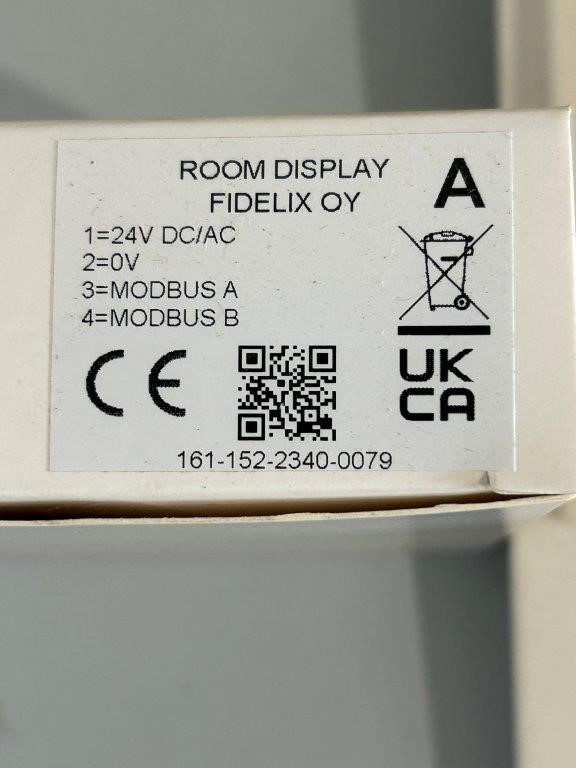 ROOM DISPLAY
FIDELIX OY
A
1=24V DC/AC
2=0V
3=MODBUS A
4=MODBUS B
CE
UK
CA
161-152-2340-0079